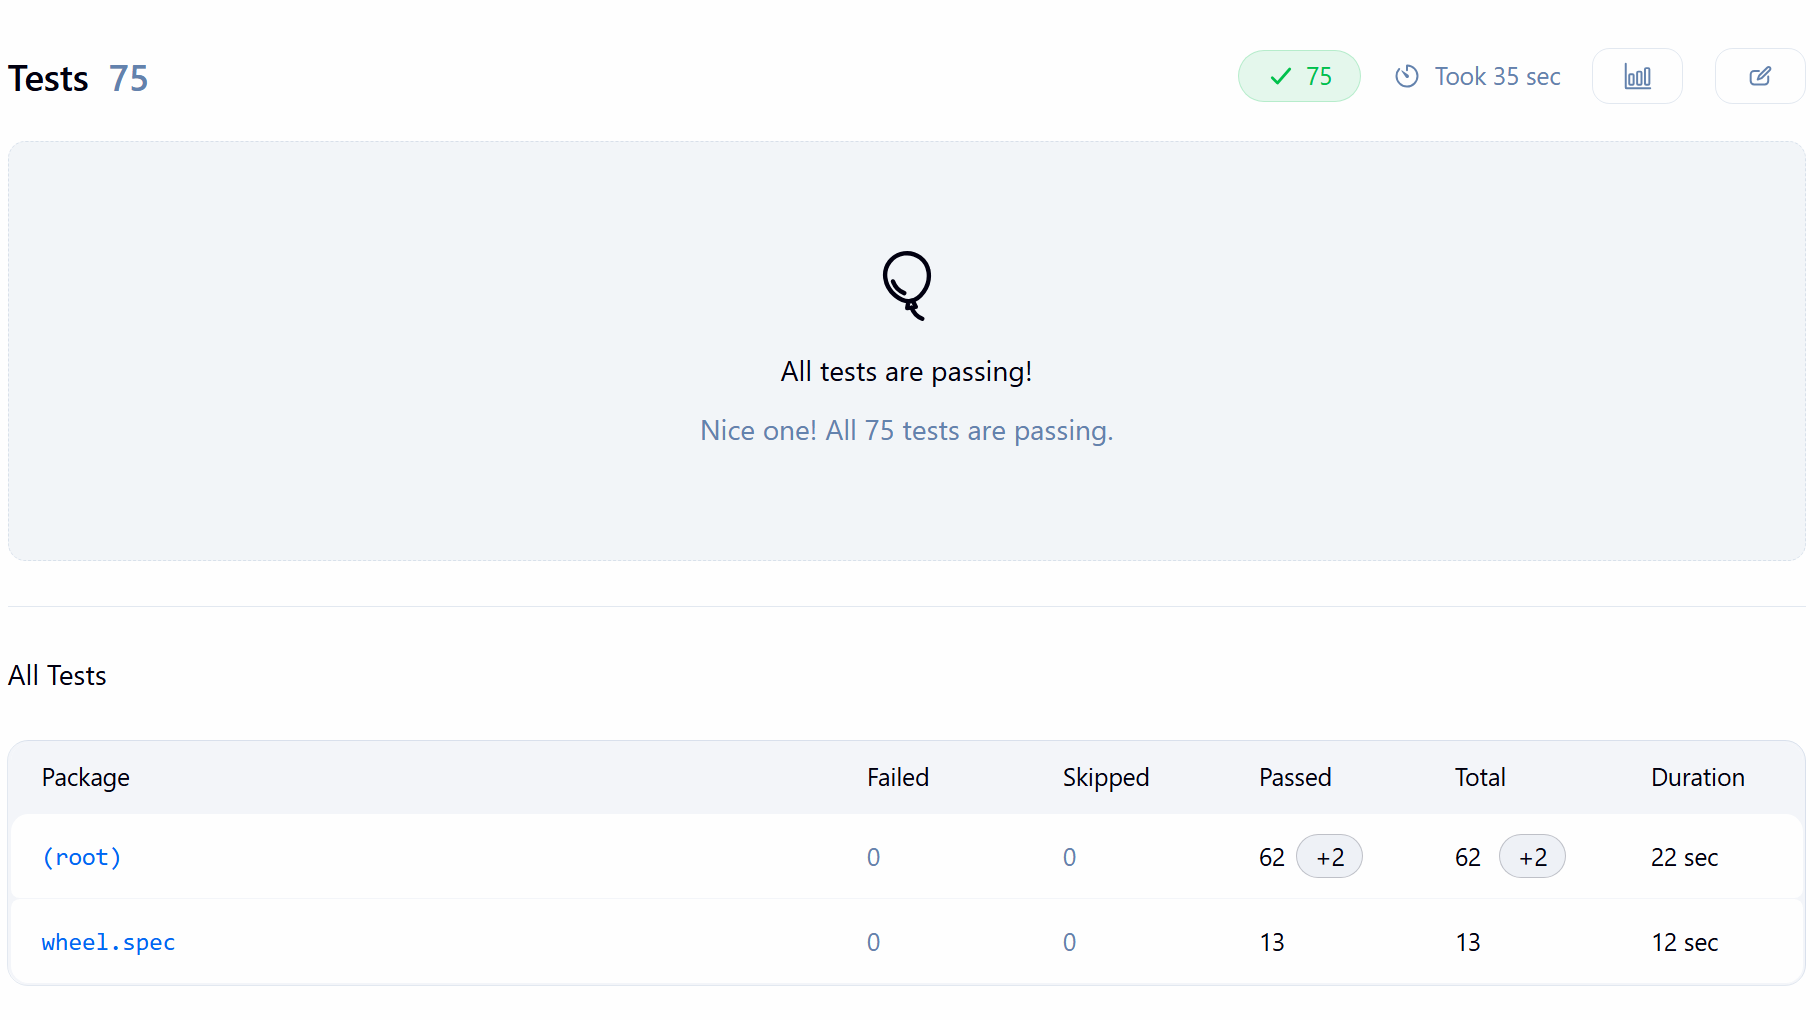 Tests 75
75 Took 35 sec
All tests are passing!
Nice one! All 75 tests are passing.
All Tests
Package Failed Skipped Passed Total Duration
(root) 0 0 62 +2 62 +2 22 sec
wheel.spec 0 0 13 13 12 sec